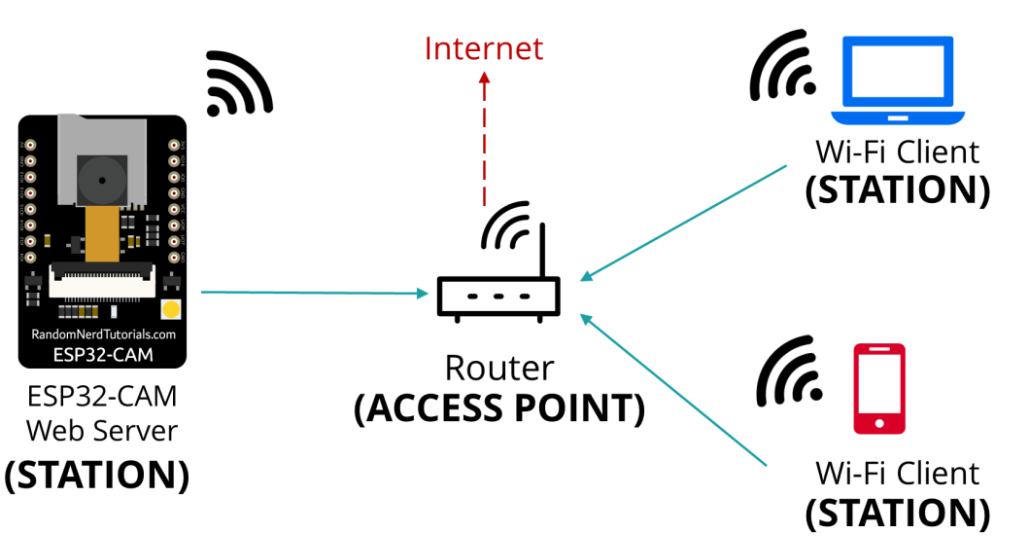 Internet
RandomNerdTutorials.com
ESP32-CAM
ESP32-CAM
Web Server
(STATION)
Router
(ACCESS POINT)
Wi-Fi Client
(STATION)
Wi-Fi Client
(STATION)